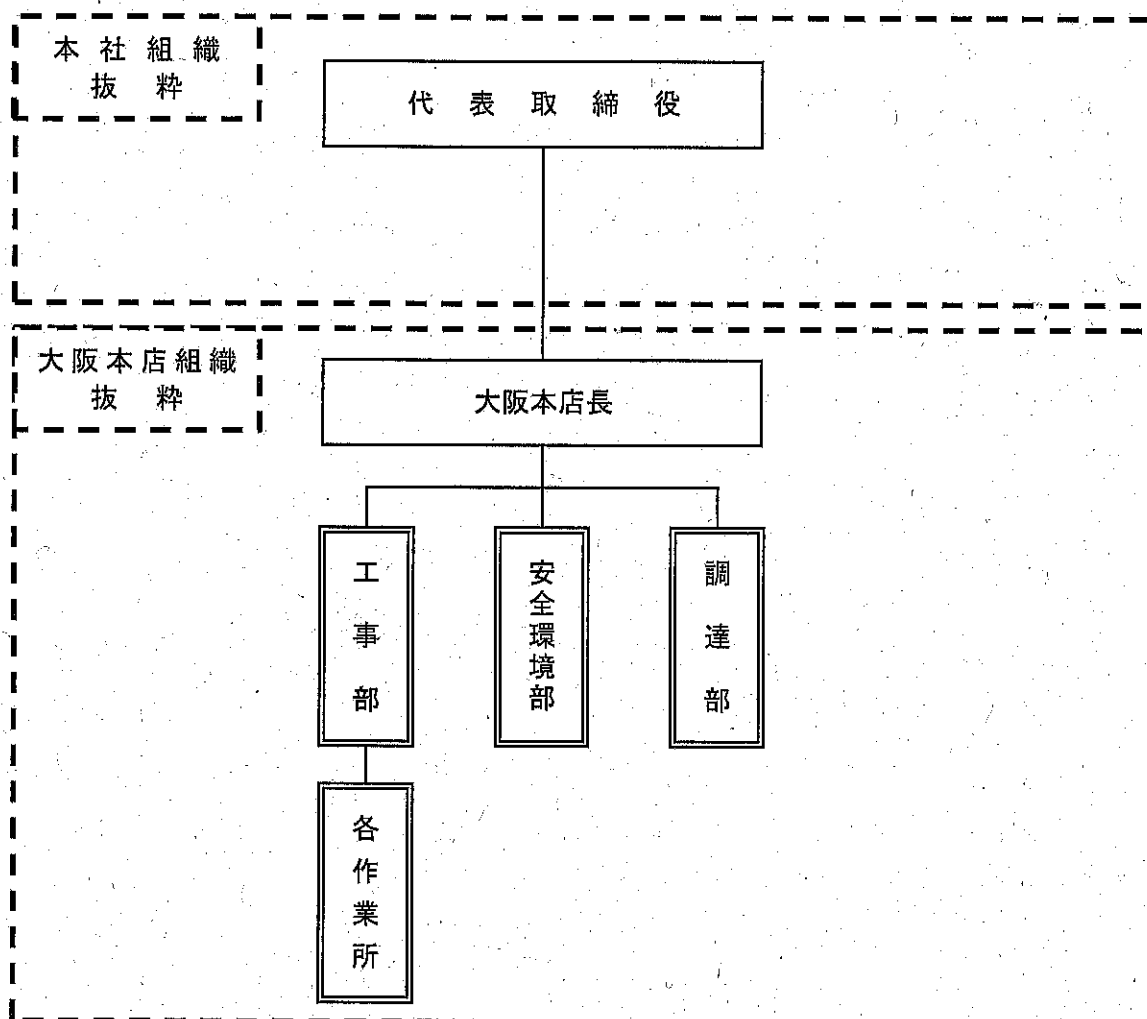 本社組織
抜粋
代表取締役
大阪本店組織
抜粋
大阪本店長
工事部
安全環境部
調達部
各作業所